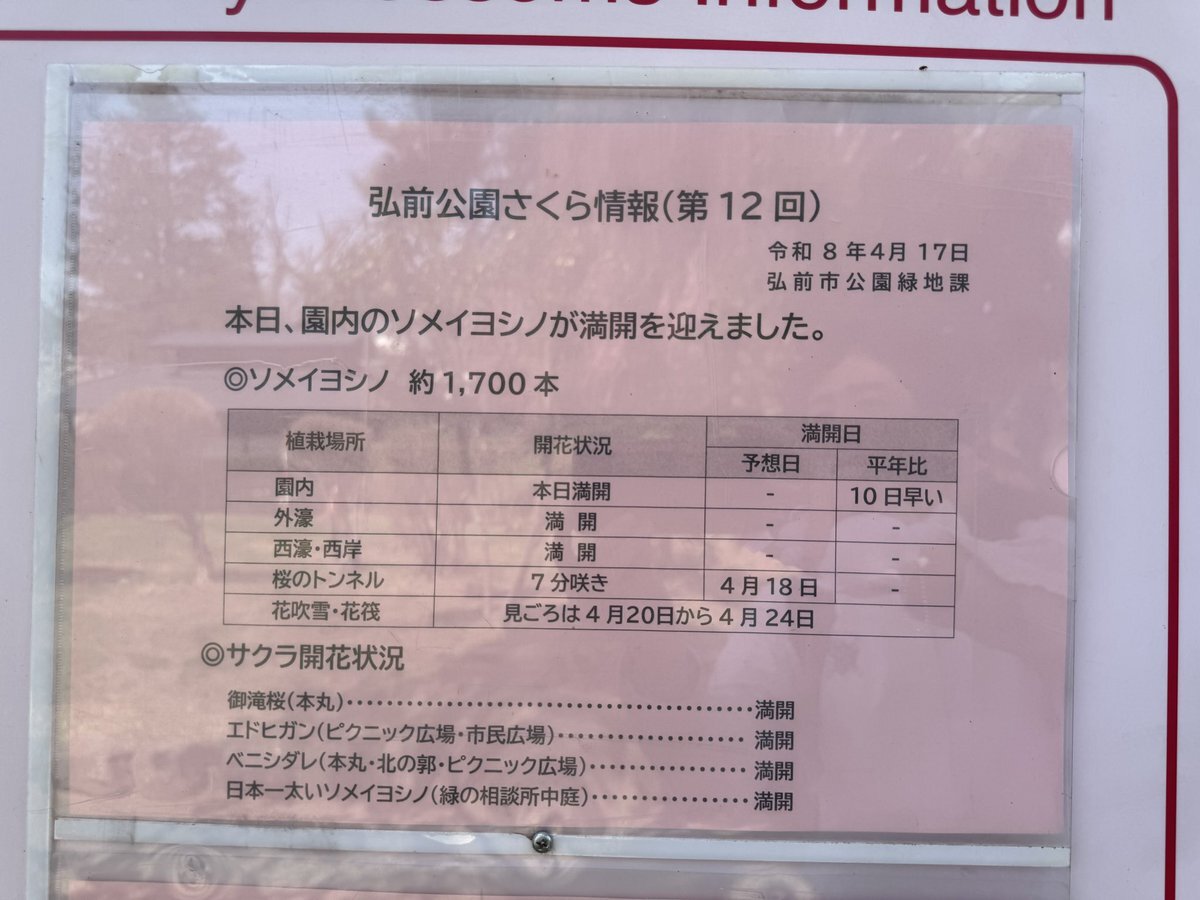 Information
弘前公園さくら情報(第12回)
令和 8 年4月 17日
弘前市公園緑地課
本日、園内のソメイヨシノが満開を迎えました。
◎ソメイヨシノ 約1,700本
植栽場所 開花状況 満開日
予想日 平年比
園内 本日満開 - 10日早い
外濠 満 開 - -
西濠・西岸 満 開 - -
桜のトンネル 7分咲き 4月18日 -
花吹雪・花筏 見ごろは4月20日から4月24日
◎サクラ開花状況
御滝桜(本丸)・・・・・・・・・・・・・・・・・・・・・・・・・・・・・・・・・・・・・・満開
エドヒガン(ピクニック広場・市民広場)・・・・・・・・・・・・・・・・・・ 満開
ベニシダレ(本丸・北の郭・ピクニック広場)・・・・・・・・・・・・・・・ 満開
日本一太いソメイヨシノ(緑の相談所中庭)・・・・・・・・・・・・・・・ 満開